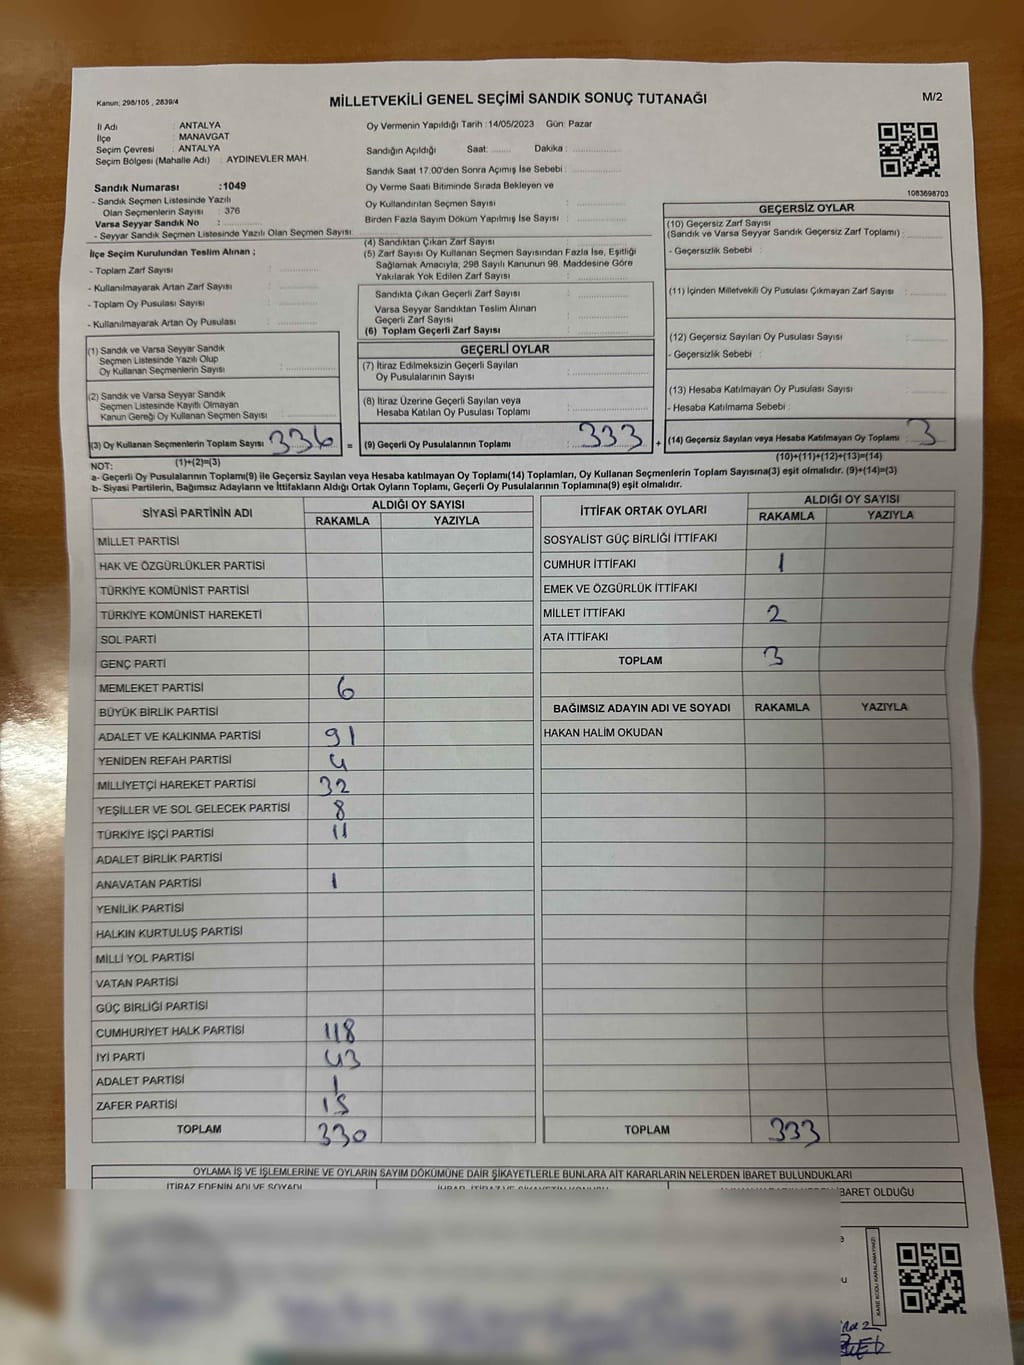 Kanun; 298/105 , 2839/4
MİLLETVEKİLİ GENEL SEÇİMİ SANDIK SONUÇ TUTANAĞI
M/2
İl Adı : ANTALYA
İlçe : MANAVGAT
Seçim Çevresi : ANTALYA
Seçim Bölgesi (Mahalle Adı) : AYDINEVLER MAH.
Sandık Numarası :1049
- Sandık Seçmen Listesinde Yazılı
Olan Seçmenlerin Sayısı : 376
Varsa Seyyar Sandık No :
- Seyyar Sandık Seçmen Listesinde Yazılı Olan Seçmen Sayısı:
Oy Vermenin Yapıldığı Tarih :14/05/2023 Gün: Pazar
Sandığın Açıldığı Saat: ........ Dakika : ................
Sandık Saat 17:00'den Sonra Açımış İse Sebebi : ................
Oy Verme Saati Bitiminde Sırada Bekleyen ve
Oy Kullandırılan Seçmen Sayısı : ................
Birden Fazla Sayım Döküm Yapılmış İse Sayısı : ................
1083698703
İlçe Seçim Kurulundan Teslim Alınan ;
- Toplam Zarf Sayısı : ............
- Kullanılmayarak Artan Zarf Sayısı : ............
- Toplam Oy Pusulası Sayısı : ............
- Kullanılmayarak Artan Oy Pusulası : ............
(1) Sandık ve Varsa Seyyar Sandık
Seçmen Listesinde Yazılı Olup
Oy Kullanan Seçmenlerin Sayısı : ................
(2) Sandık ve Varsa Seyyar Sandık
Seçmen Listesinde Kayıtlı Olmayan
Kanun Gereği Oy Kullanan Seçmen Sayısı : ................
(3) Oy Kullanan Seçmenlerin Toplam Sayısı : 336 =
(4) Sandıktan Çıkan Zarf Sayısı : ................
(5) Zarf Sayısı Oy Kullanan Seçmen Sayısından Fazla İse, Eşitliği
Sağlamak Amacıyla; 298 Sayılı Kanunun 98. Maddesine Göre
Yakılarak Yok Edilen Zarf Sayısı : ................
Sandıkta Çıkan Geçerli Zarf Sayısı : ................
Varsa Seyyar Sandıktan Teslim Alınan
Geçerli Zarf Sayısı : ................
(6) Toplam Geçerli Zarf Sayısı : ................
GEÇERLİ OYLAR
(7) İtiraz Edilmeksizin Geçerli Sayılan
Oy Pusulalarının Sayısı : ................
(8) İtiraz Üzerine Geçerli Sayılan veya
Hesaba Katılan Oy Pusulası Toplamı : ................
(9) Geçerli Oy Pusulalarının Toplamı : 333 +
GEÇERSİZ OYLAR
(10) Geçersiz Zarf Sayısı
(Sandık ve Varsa Seyyar Sandık Geçersiz Zarf Toplamı) : ........
- Geçersizlik Sebebi :
(11) İçinden Milletvekili Oy Pusulası Çıkmayan Zarf Sayısı : ........
(12) Geçersiz Sayılan Oy Pusulası Sayısı : ........
- Geçersizlik Sebebi :
(13) Hesaba Katılmayan Oy Pusulası Sayısı : ........
- Hesaba Katılmama Sebebi :
(14) Geçersiz Sayılan veya Hesaba Katılmayan Oy Toplamı : 3
(1)+(2)=(3)
(10)+(11)+(12)+(13)=(14)
NOT:
a- Geçerli Oy Pusulalarının Toplamı(9) ile Geçersiz Sayılan veya Hesaba katılmayan Oy Toplamı(14) Toplamları, Oy Kullanan Seçmenlerin Toplam Sayısına(3) eşit olmalıdır. (9)+(14)=(3)
b- Siyasi Partilerin, Bağımsız Adayların ve İttifakların Aldığı Ortak Oyların Toplamı, Geçerli Oy Pusulalarının Toplamına(9) eşit olmalıdır.
SİYASİ PARTİNİN ADI
ALDIĞI OY SAYISI
RAKAMLA YAZIYLA
MİLLET PARTİSİ
HAK VE ÖZGÜRLÜKLER PARTİSİ
TÜRKİYE KOMÜNİST PARTİSİ
TÜRKİYE KOMÜNİST HAREKETİ
SOL PARTİ
GENÇ PARTİ
MEMLEKET PARTİSİ 6
BÜYÜK BİRLİK PARTİSİ
ADALET VE KALKINMA PARTİSİ 91
YENİDEN REFAH PARTİSİ 4
MİLLİYETÇİ HAREKET PARTİSİ 32
YEŞİLLER VE SOL GELECEK PARTİSİ 8
TÜRKİYE İŞÇİ PARTİSİ 11
ADALET BİRLİK PARTİSİ
ANAVATAN PARTİSİ 1
YENİLİK PARTİSİ
HALKIN KURTULUŞ PARTİSİ
MİLLİ YOL PARTİSİ
VATAN PARTİSİ
GÜÇ BİRLİĞİ PARTİSİ
CUMHURİYET HALK PARTİSİ 118
İYİ PARTİ 43
ADALET PARTİSİ 1
ZAFER PARTİSİ 15
TOPLAM 330
İTTİFAK ORTAK OYLARI
ALDIĞI OY SAYISI
RAKAMLA YAZIYLA
SOSYALİST GÜÇ BİRLİĞİ İTTİFAKI
CUMHUR İTTİFAKI 1
EMEK VE ÖZGÜRLÜK İTTİFAKI
MİLLET İTTİFAKI 2
ATA İTTİFAKI
TOPLAM 3
BAĞIMSIZ ADAYIN ADI VE SOYADI RAKAMLA YAZIYLA
HAKAN HALİM OKUDAN
TOPLAM 333
OYLAMA İŞ VE İŞLEMLERİNE VE OYLARIN SAYIM DÖKÜMÜNE DAİR ŞİKAYETLERLE BUNLARA AİT KARARLARIN NELERDEN İBARET BULUNDUKLARI
İTİRAZ EDENİN ADI VE SOYADI
BARET OLDUĞU
KARE KODU KARALAMAYINIZ!